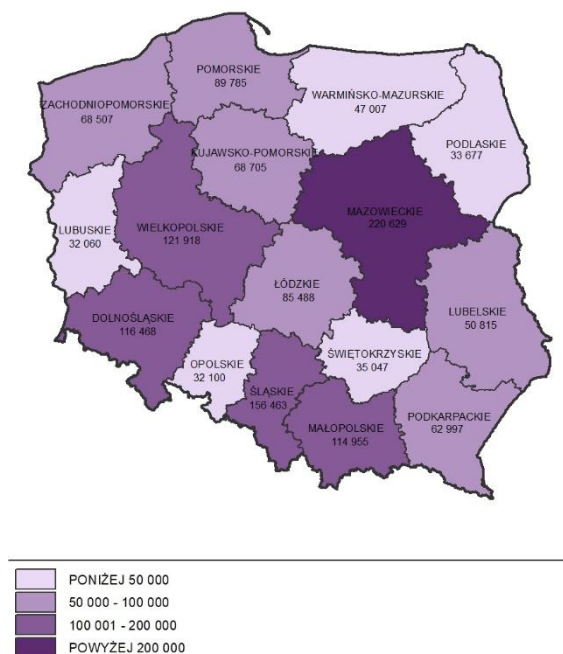 POMORSKIE
89 785
WARMIŃSKO-MAZURSKIE
47 007
ZACHODNIOPOMORSKIE
68 507
PODLASKIE
33 677
KUJAWSKO-POMORSKIE
68 705
MAZOWIECKIE
220 629
LUBUSKIE
32 060
WIELKOPOLSKIE
121 918
ŁÓDZKIE
85 488
LUBELSKIE
50 815
DOLNOŚLĄSKIE
116 468
OPOLSKIE
32 100
ŚWIĘTOKRZYSKIE
35 047
ŚLĄSKIE
156 463
MAŁOPOLSKIE
114 955
PODKARPACKIE
62 997
PONIŻEJ 50 000
50 000 - 100 000
100 001 - 200 000
POWYŻEJ 200 000